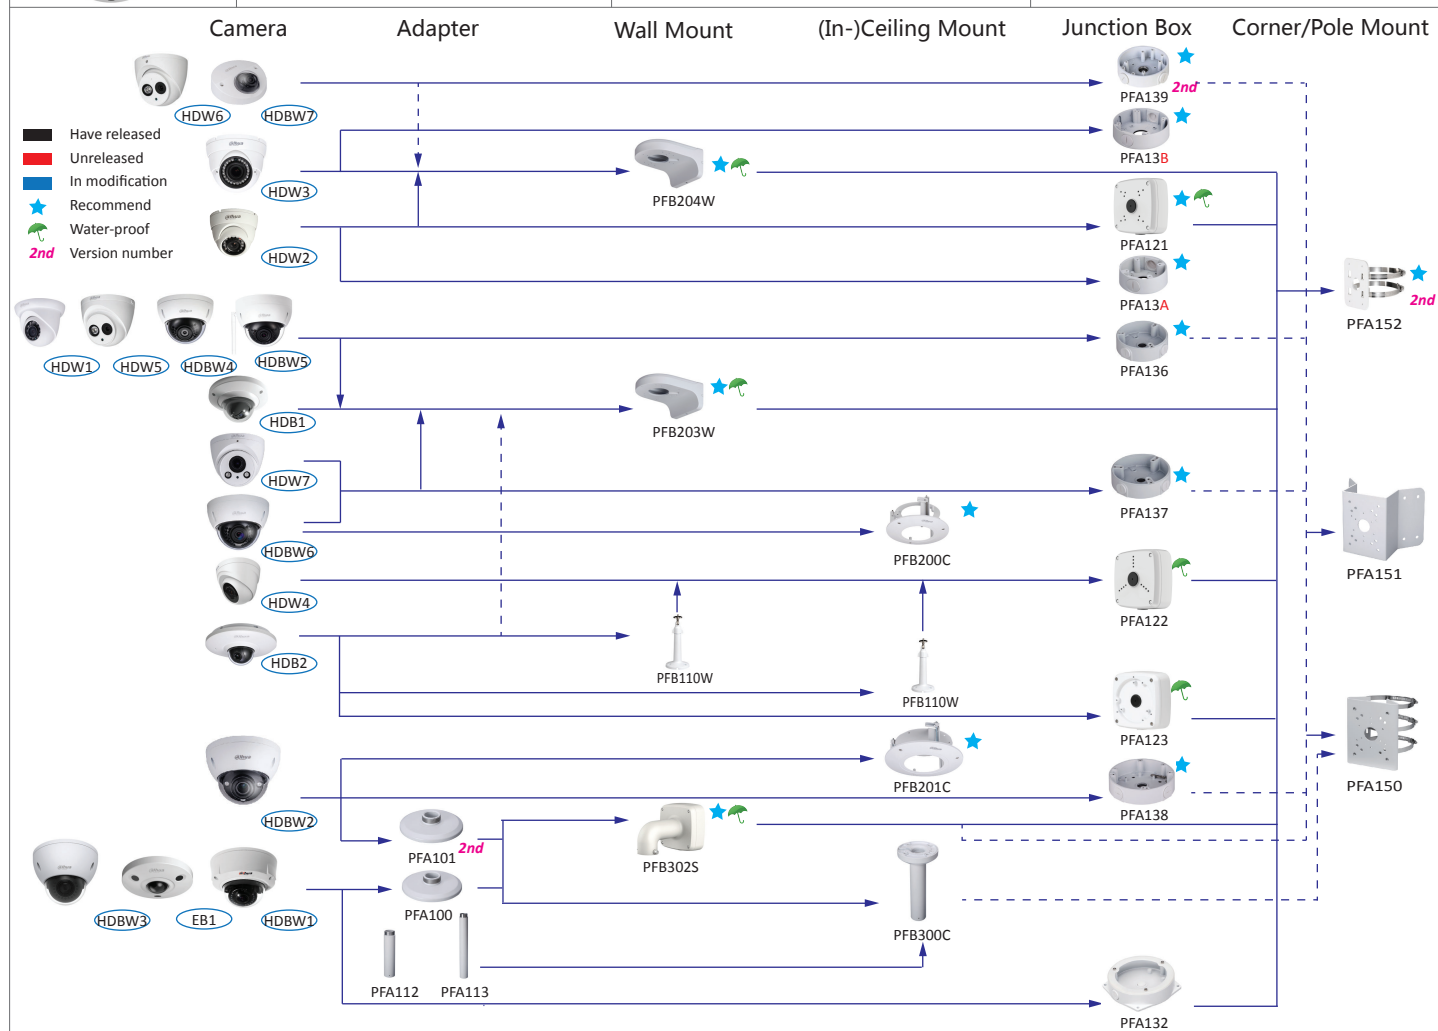 Camera Adapter Wall Mount (In-)Ceiling Mount Junction Box Corner/Pole Mount
HDW6 HDBW7 PFA139 2nd
Have released
Unreleased
In modification
Recommend
Water-proof
2nd Version number
PFA13B
HDW3 PFB204W
HDW2 PFA121
PFA13A
PFA152 2nd
HDW1 HDW5 HDBW4 HDBW5 PFA136
HDB1 PFB203W
HDW7 PFA137
HDBW6 PFB200C
PFA151
HDW4 PFA122
HDB2 PFB110W
PFB110W
PFA123
PFB201C
PFA150
HDBW2 PFA138
PFA101 2nd PFB302S
HDBW3 EB1 HDBW1 PFA100
PFB300C
PFA112 PFA113
PFA132